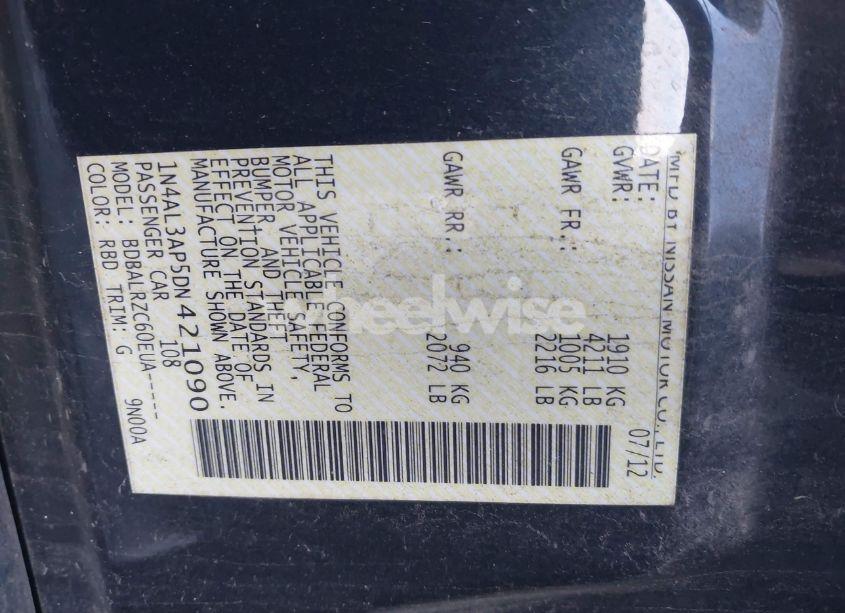 MFD BY NISSAN MOTOR CO., LTD.
DATE: 07/12
GVWR: 1910 KG
4211 LB
GAWR FR.: 1005 KG
2216 LB
GAWR RR.: 940 KG
2072 LB
THIS VEHICLE CONFORMS TO
ALL APPLICABLE FEDERAL
MOTOR VEHICLE SAFETY,
BUMPER AND THEFT
PREVENTION STANDARDS IN
EFFECT ON THE DATE OF
MANUFACTURE SHOWN ABOVE.
1N4AL3AP5DN421090
PASSENGER CAR 108
MODEL: BDBALRZC60EUA----- 9N00A
COLOR: RBD TRIM: G
wheelwise